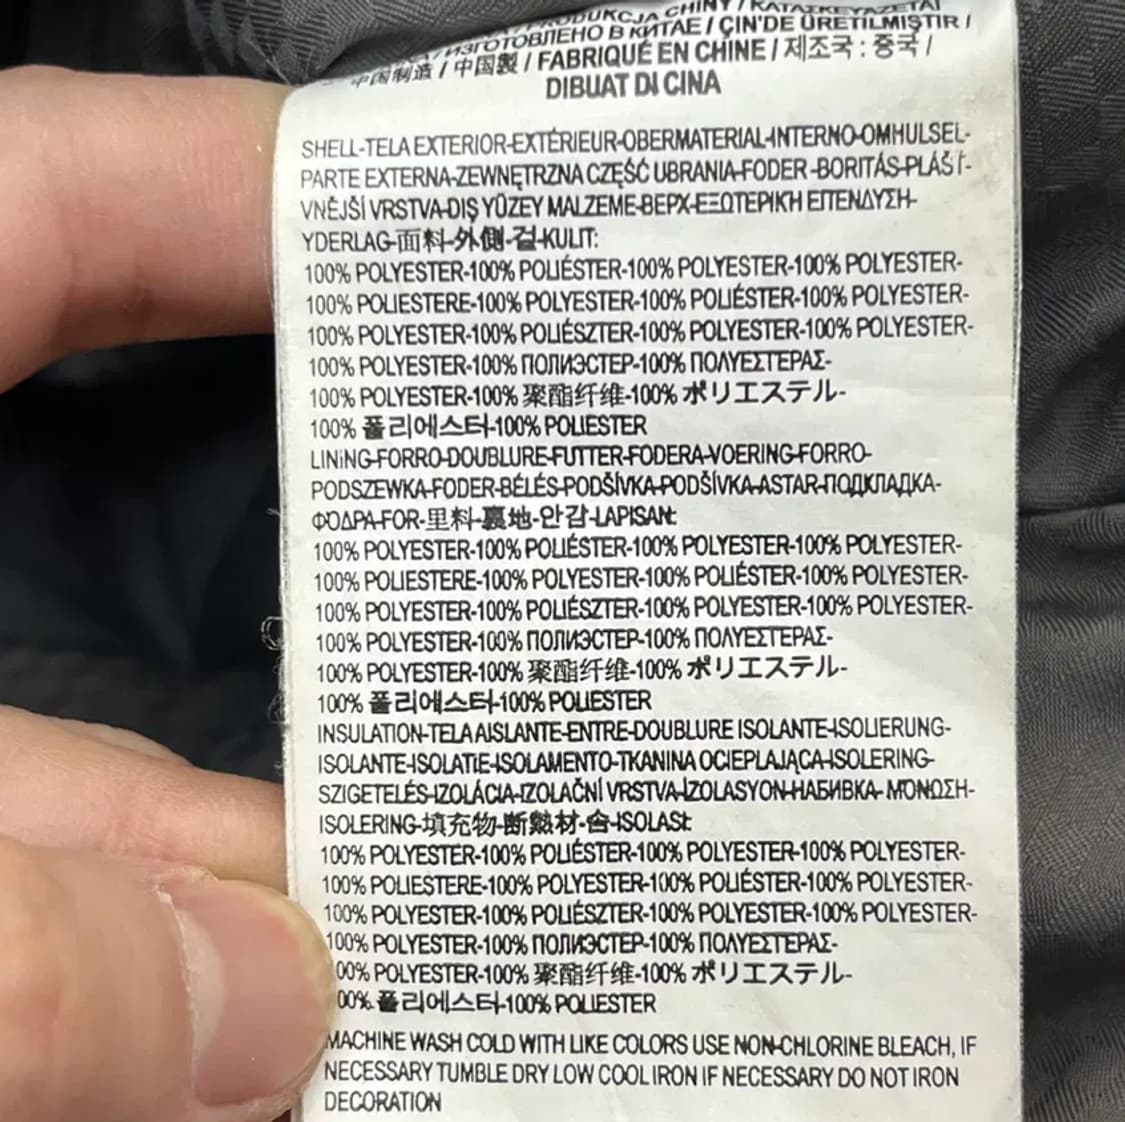 PRODUKCJA CHINY / KATAΣKEYAZETAI
/ ИЗГОТОВЛЕНО В КИТАЕ / ÇIN'DE ÜRETILMIŞTIR /
中国制造 / 中国製 / FABRIQUÉ EN CHINE / 제조국 : 중국 /
DIBUAT DI CINA
SHELL-TELA EXTERIOR-EXTÉRIEUR-OBERMATERIAL-INTERNO-OMHULSEL-
PARTE EXTERNA-ZEWNĘTRZNA CZĘŚĆ UBRANIA-FODER -BORITÁS-PLÁŠŤ-
VNĚJŠÍ VRSTVA-DIŞ YÜZEY MALZEME-ВЕРХ-ΕΞΩΤΕΡΙΚΉ ΕΠΕΝΔΥΣΗ-
YDERLAG-面料-外側-겉-KULIT:
100% POLYESTER-100% POLIÉSTER-100% POLYESTER-100% POLYESTER-
100% POLIESTERE-100% POLYESTER-100% POLIÉSTER-100% POLYESTER-
100% POLYESTER-100% POLIÉSZTER-100% POLYESTER-100% POLYESTER-
100% POLYESTER-100% ПОЛИЭСТЕР-100% ΠΟΛΥΕΣΤΕΡΑΣ-
100% POLYESTER-100% 聚酯纤维-100% ポリエステル-
100% 폴리에스터-100% POLIESTER
LINING-FORRO-DOUBLURE-FUTTER-FODERA-VOERING-FORRO-
PODSZEWKA-FODER-BÉLÉS-PODŠÍVKA-PODŠÍVKA-ASTAR-ПОДКЛАДКА-
ΦΟΔΡΑ-FOR-里料-裏地-안감-LAPISAN:
100% POLYESTER-100% POLIÉSTER-100% POLYESTER-100% POLYESTER-
100% POLIESTERE-100% POLYESTER-100% POLIÉSTER-100% POLYESTER-
100% POLYESTER-100% POLIÉSZTER-100% POLYESTER-100% POLYESTER-
100% POLYESTER-100% ПОЛИЭСТЕР-100% ΠΟΛΥΕΣΤΕΡΑΣ-
100% POLYESTER-100% 聚酯纤维-100% ポリエステル-
100% 폴리에스터-100% POLIESTER
INSULATION-TELA AISLANTE-ENTRE-DOUBLURE ISOLANTE-ISOLIERUNG-
ISOLANTE-ISOLATIE-ISOLAMENTO-TKANINA OCIEPLAJĄCA-ISOLERING-
SZIGETELÉS-IZOLÁCIA-IZOLAČNÍ VRSTVA-İZOLASYON-НАБИВКА- ΜΌΝΩΣΗ-
ISOLERING-填充物-断熱材-솜-ISOLASI:
100% POLYESTER-100% POLIÉSTER-100% POLYESTER-100% POLYESTER-
100% POLIESTERE-100% POLYESTER-100% POLIÉSTER-100% POLYESTER-
100% POLYESTER-100% POLIÉSZTER-100% POLYESTER-100% POLYESTER-
100% POLYESTER-100% ПОЛИЭСТЕР-100% ΠΟΛΥΕΣΤΕΡΑΣ-
00% POLYESTER-100% 聚酯纤维-100% ポリエステル-
00% 폴리에스터-100% POLIESTER
MACHINE WASH COLD WITH LIKE COLORS USE NON-CHLORINE BLEACH, IF
NECESSARY TUMBLE DRY LOW COOL IRON IF NECESSARY DO NOT IRON
DECORATION